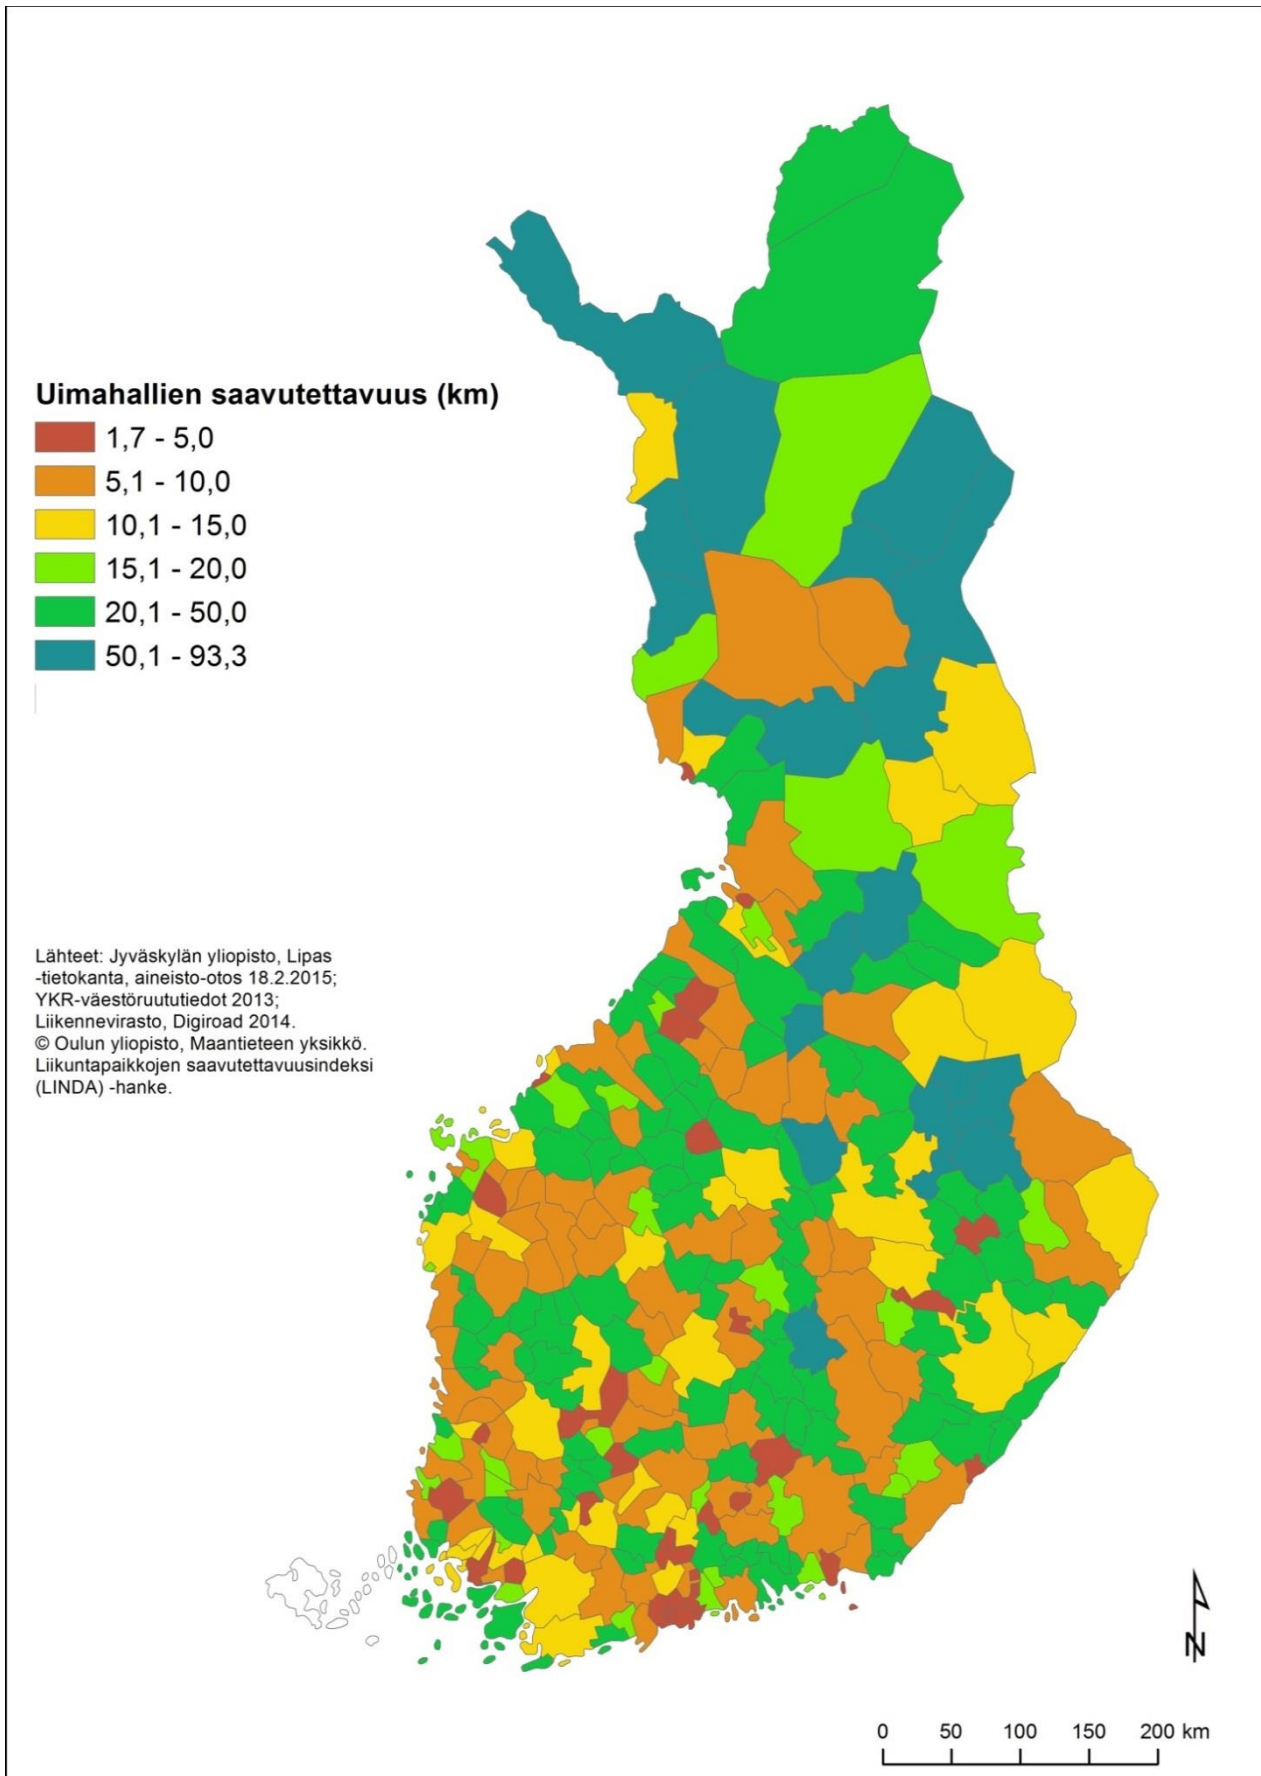 Uimahallien saavutettavuus (km)
1,7 - 5,0
5,1 - 10,0
10,1 - 15,0
15,1 - 20,0
20,1 - 50,0
50,1 - 93,3
Lähteet: Jyväskylän yliopisto, Lipas
-tietokanta, aineisto-otos 18.2.2015;
YKR-väestöruututiedot 2013;
Liikennevirasto, Digiroad 2014.
© Oulun yliopisto, Maantieteen yksikkö.
Liikuntapaikkojen saavutettavuusindeksi
(LINDA) -hanke.
N
0 50 100 150 200 km